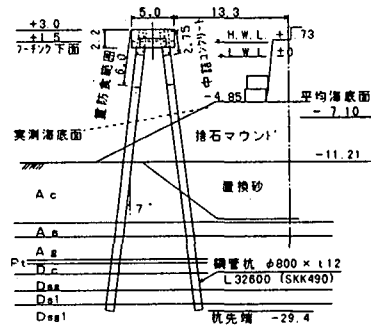 5.0 13.3
+3.0
+1.5
フーチング下面
2.2
2.75
H.W.L. +1.73
L.W.L. ±0
重防食範囲
6.0
中詰コンクリート
-4.85
平均海底面
-7.10
実測海底面
捨石マウンド
-11.21
置換砂
Ac
7°
As
Ag
Pt
Dc
鋼管杭 φ800×t12
L32600 (SKK490)
Dsg
Ds1
Dsg1
杭先端 -29.4